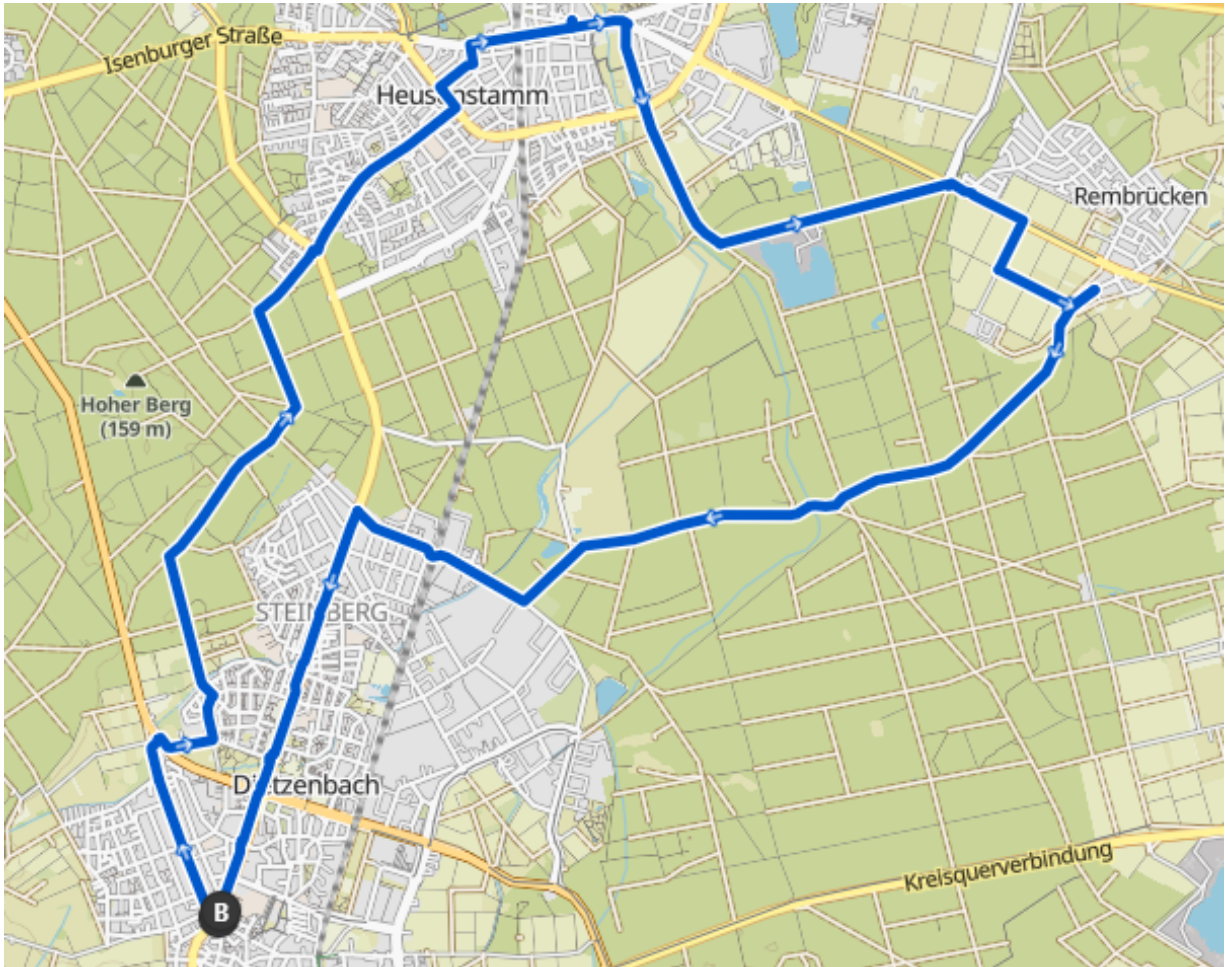 Isenburger Straße
Heusenstamm
Rembrücken
Hoher Berg
(159 m)
STEINBERG
Dietzenbach
Kreisquerverbindung
B